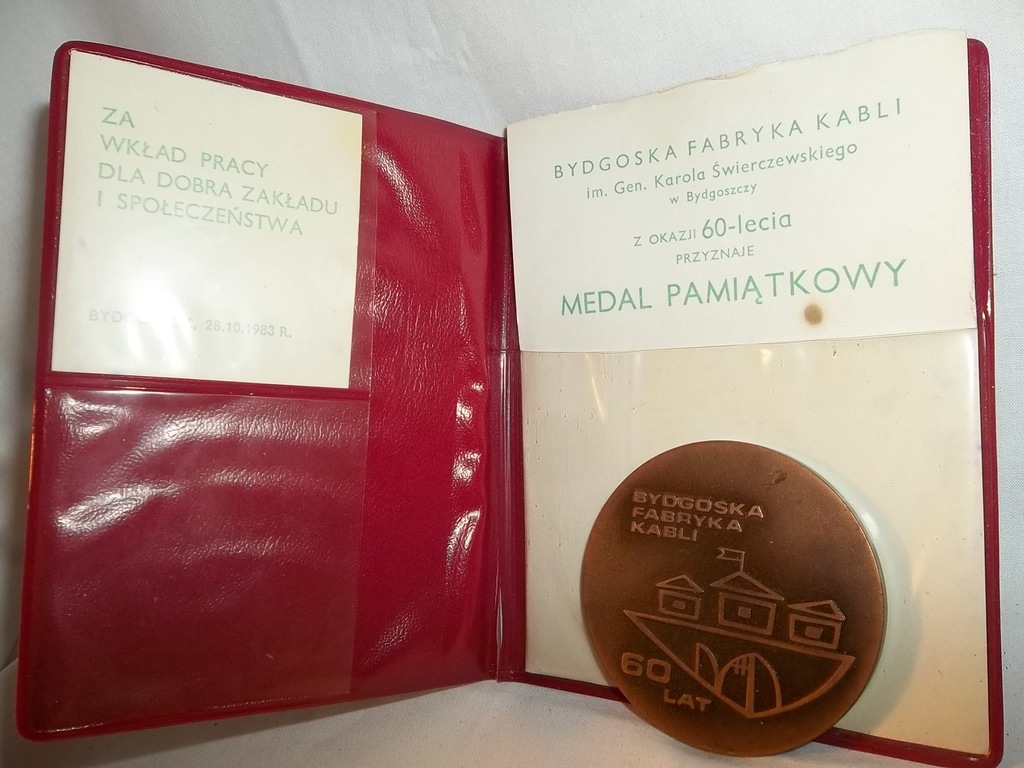 ZA
WKŁAD PRACY
DLA DOBRA ZAKŁADU
I SPOŁECZEŃSTWA
28.10.1983 R.
BYDGOSKA FABRYKA KABLI
im. Gen. Karola Świerczewskiego
w Bydgoszczy
Z OKAZJI 60-lecia
PRZYZNAJE
MEDAL PAMIĄTKOWY
BYDGOSKA
FABRYKA
KABLI
60
LAT